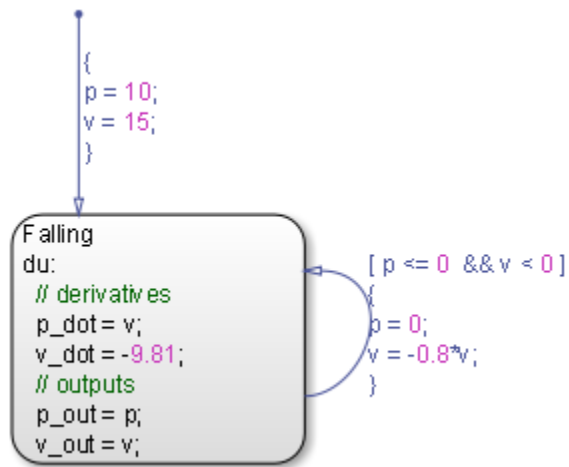 {
p = 10;
v = 15;
}
Falling
du:
// derivatives
p_dot = v;
v_dot = -9.81;
// outputs
p_out = p;
v_out = v;
[ p <= 0 && v < 0 ]
{
p = 0;
v = -0.8*v;
}